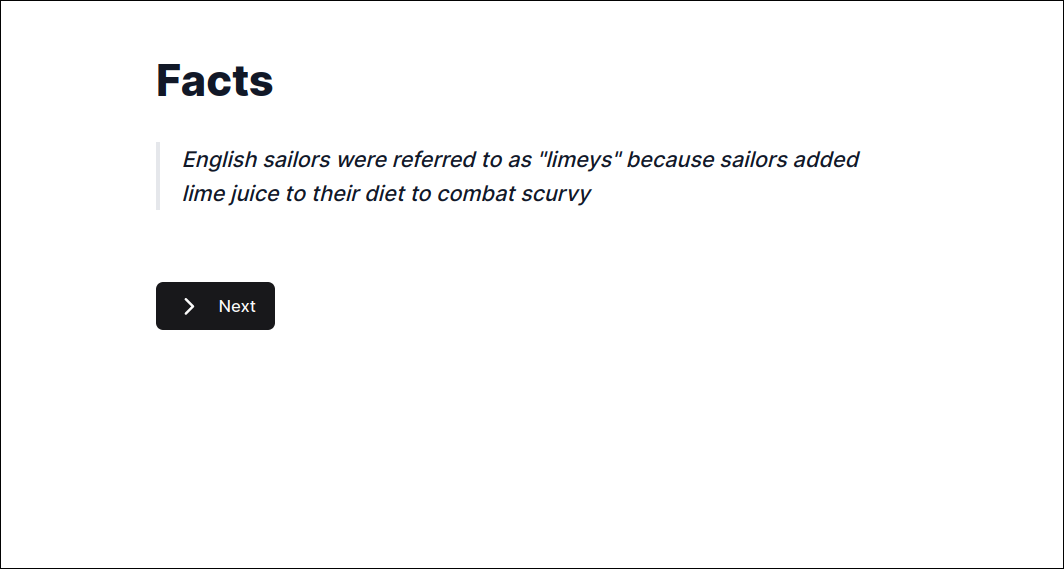 Facts
English sailors were referred to as "limeys" because sailors added
lime juice to their diet to combat scurvy
Next